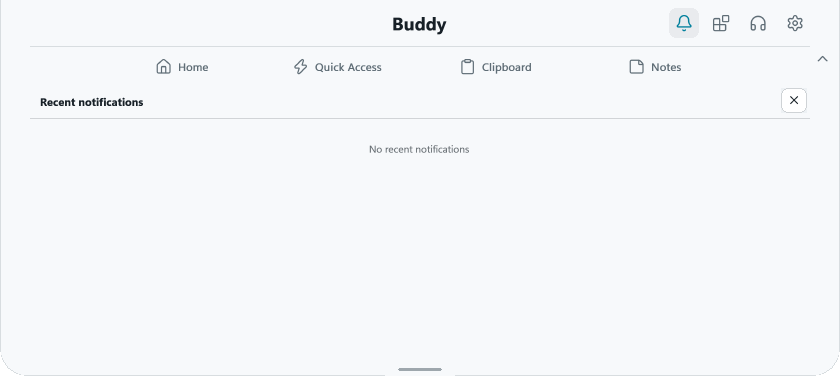 Buddy
Home
Quick Access
Clipboard
Notes
Recent notifications
No recent notifications